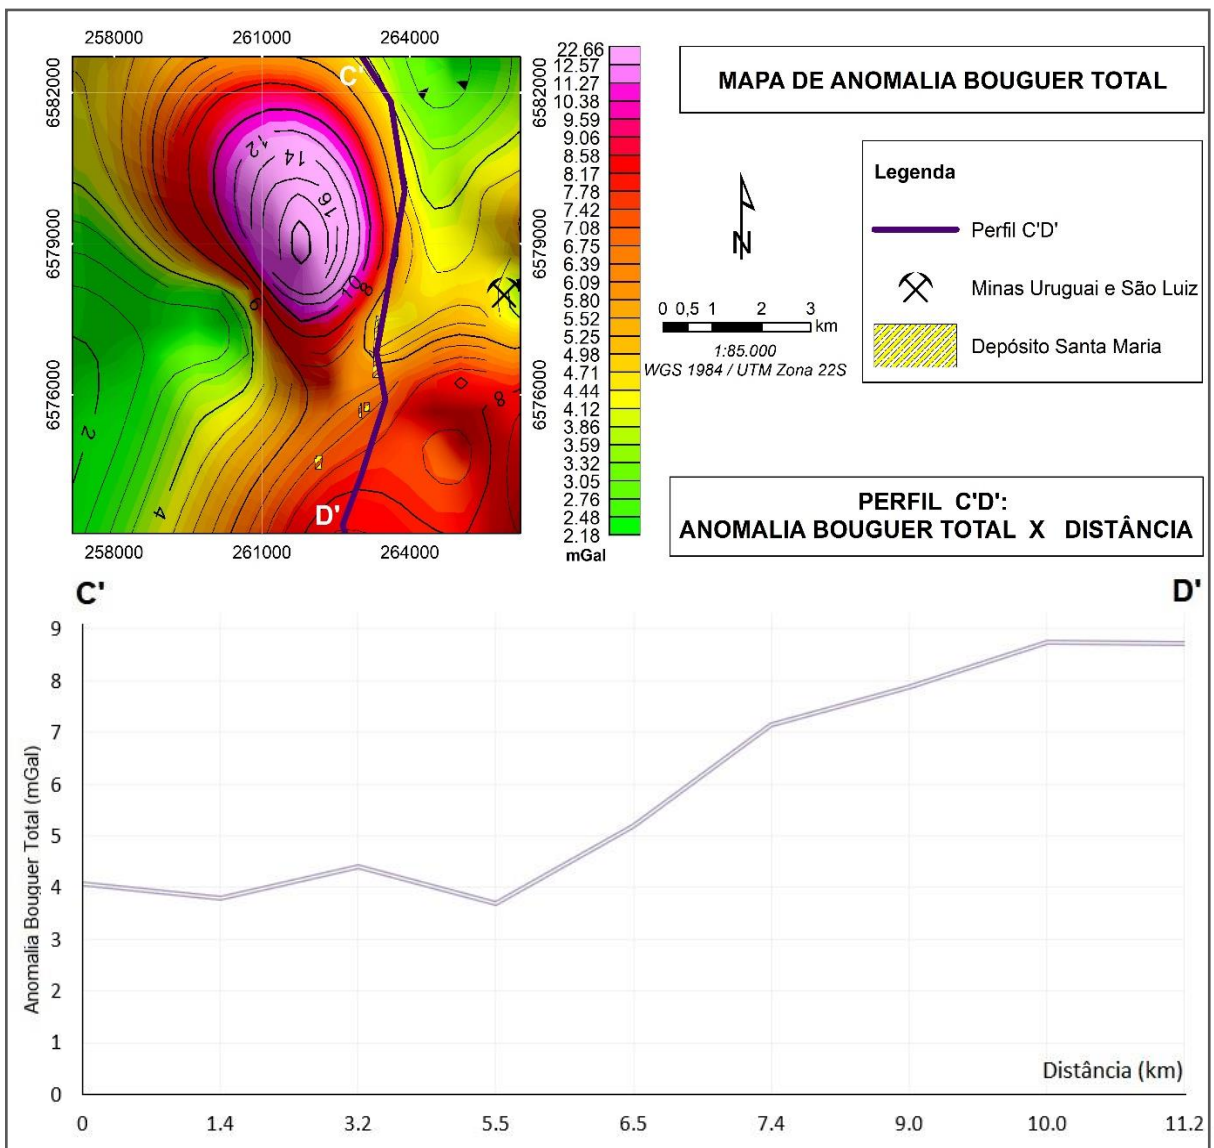 258000 261000 264000
6582000 6579000 6576000
C'
12 14 16 10 8 6 8 2 4
D'
6582000 6579000 6576000
258000 261000 264000
22.66
12.57
11.27
10.38
9.59
9.06
8.58
8.17
7.78
7.42
7.08
6.75
6.39
6.09
5.80
5.52
5.25
4.98
4.71
4.44
4.12
3.86
3.59
3.32
3.05
2.76
2.48
2.18
mGal
MAPA DE ANOMALIA BOUGUER TOTAL
N
0 0,5 1 2 3
km
1:85.000
WGS 1984 / UTM Zona 22S
Legenda
Perfil C'D'
Minas Uruguai e São Luiz
Depósito Santa Maria
PERFIL C'D':
ANOMALIA BOUGUER TOTAL X DISTÂNCIA
C' D'
Anomalia Bouguer Total (mGal)
9
8
7
6
5
4
3
2
1
0
Distância (km)
0 1.4 3.2 5.5 6.5 7.4 9.0 10.0 11.2